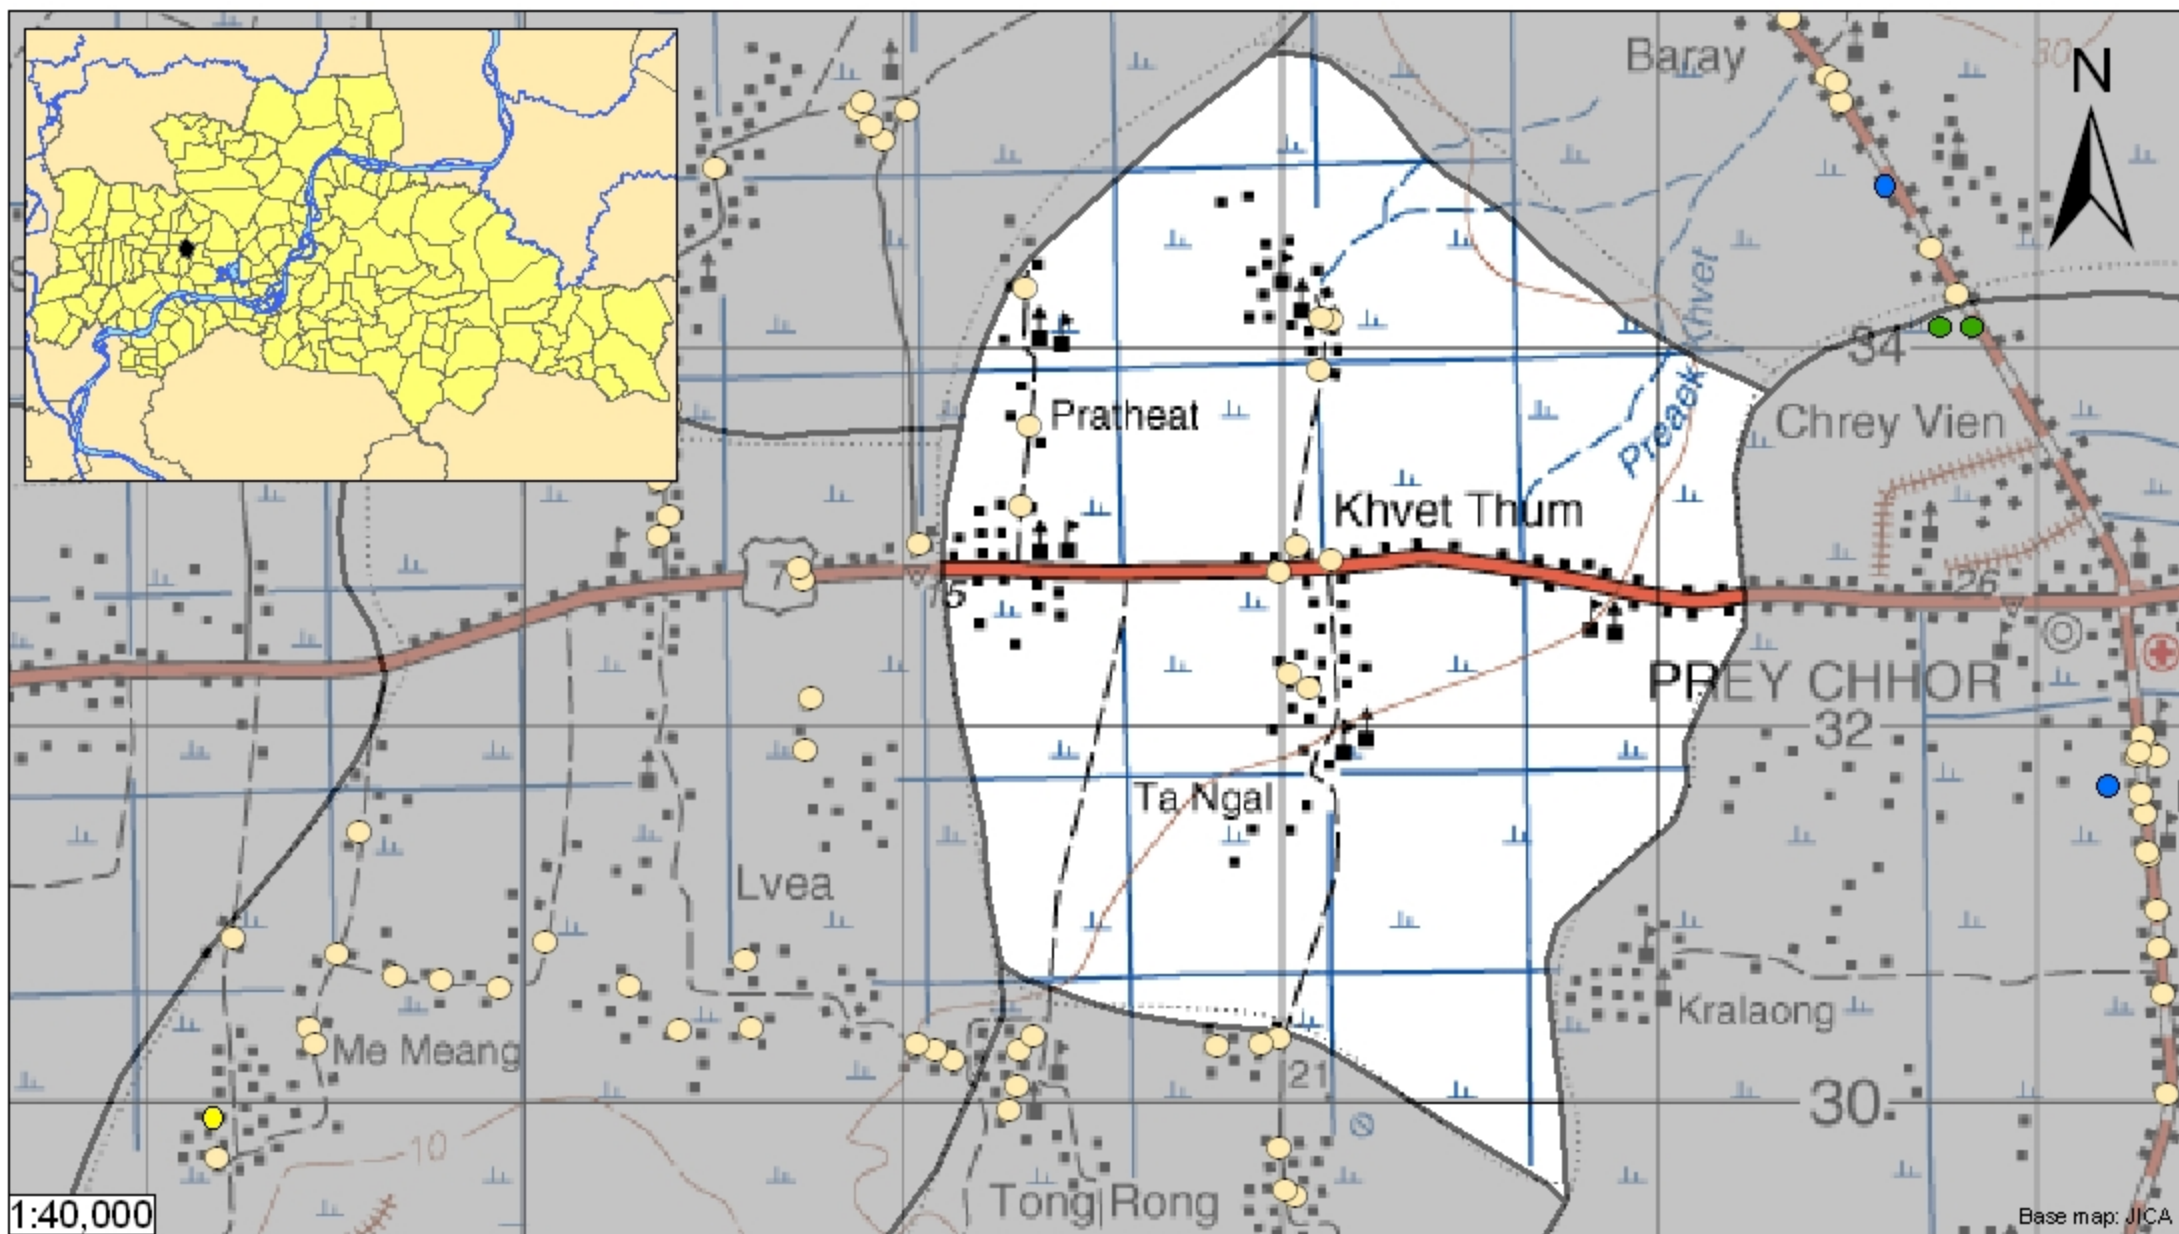 Baray
30
N
Preaek Khvet
34
Pratheat
Chrey Vien
Khvet Thum
7
15
26
PREY CHHOR
32
Ta Ngal
Lvea
Kralaong
Me Meang
21
30
10
Tong Rong
1:40,000
Base map: JICA